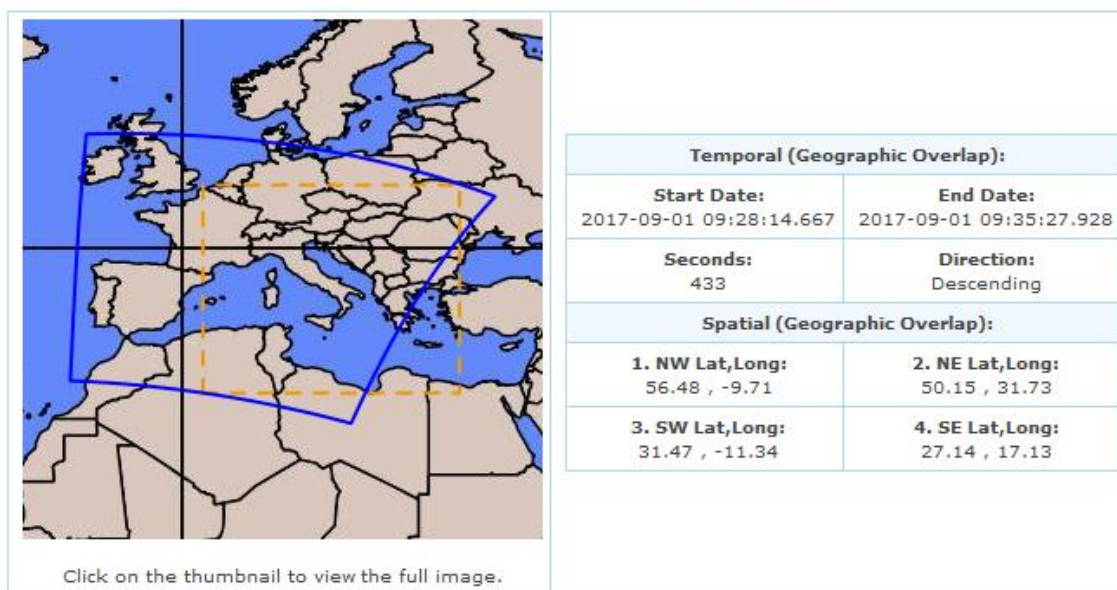 Click on the thumbnail to view the full image.
Temporal (Geographic Overlap):
Start Date:
2017-09-01 09:28:14.667
End Date:
2017-09-01 09:35:27.928
Seconds:
433
Direction:
Descending
Spatial (Geographic Overlap):
1. NW Lat,Long:
56.48 , -9.71
2. NE Lat,Long:
50.15 , 31.73
3. SW Lat,Long:
31.47 , -11.34
4. SE Lat,Long:
27.14 , 17.13